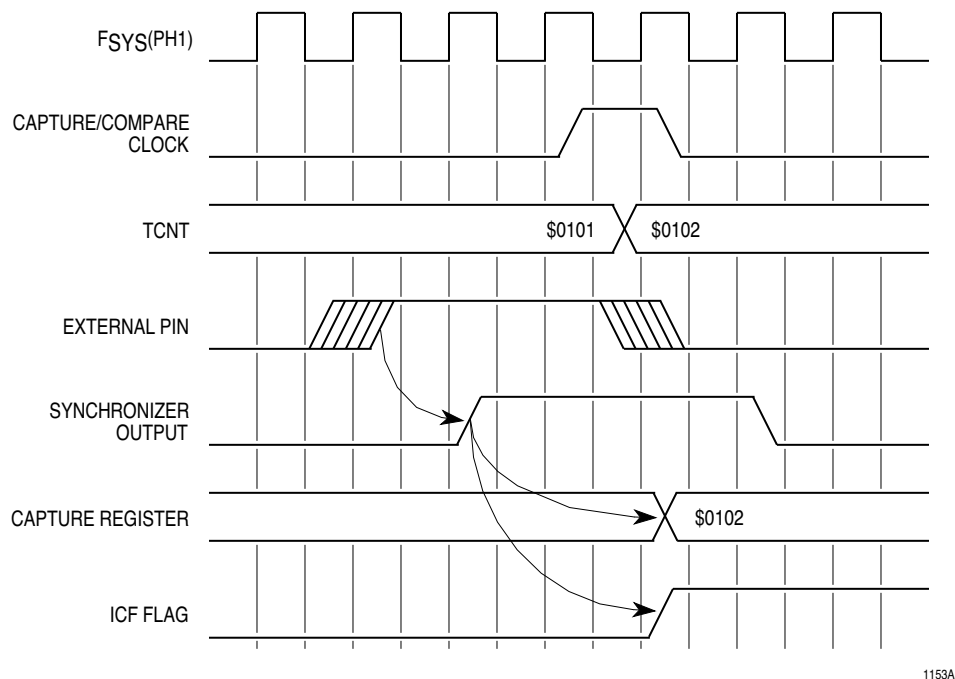 FSYS(PH1)
CAPTURE/COMPARE
CLOCK
TCNT
$0101
$0102
EXTERNAL PIN
SYNCHRONIZER
OUTPUT
CAPTURE REGISTER
$0102
ICF FLAG
1153A